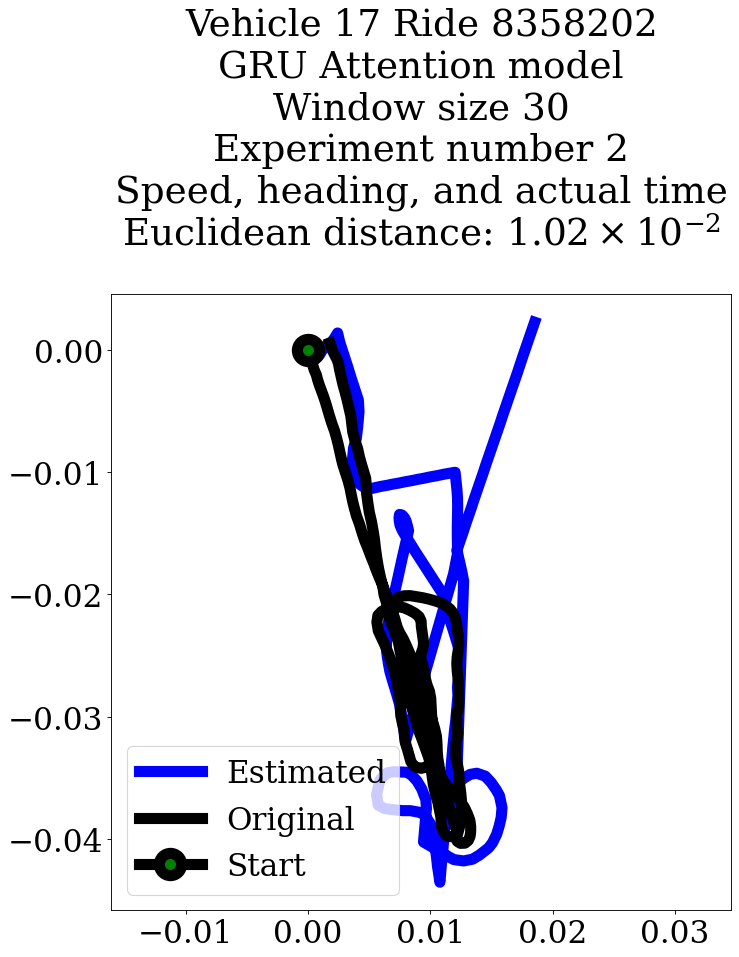 Vehicle 17 Ride 8358202
GRU Attention model
Window size 30
Experiment number 2
Speed, heading, and actual time
Euclidean distance: 1.02 × 10⁻²
0.00
−0.01
−0.02
−0.03
−0.04
Estimated
Original
Start
−0.01 0.00 0.01 0.02 0.03